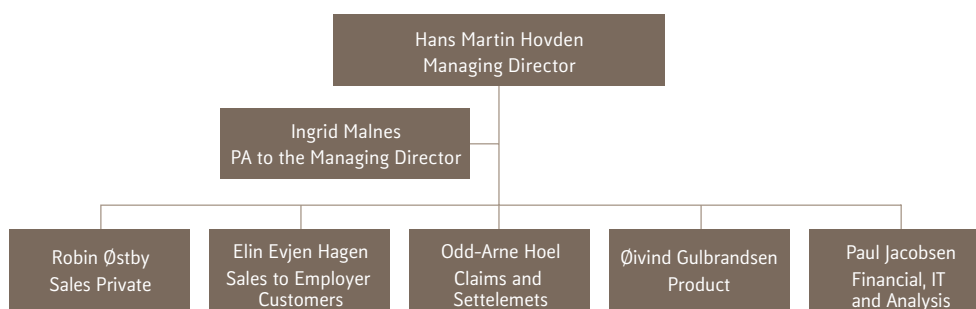 Hans Martin Hovden
Managing Director
Ingrid Malnes
PA to the Managing Director
Robin Østby
Sales Private
Elin Evjen Hagen
Sales to Employer
Customers
Odd-Arne Hoel
Claims and
Settelemets
Øivind Gulbrandsen
Product
Paul Jacobsen
Financial, IT
and Analysis